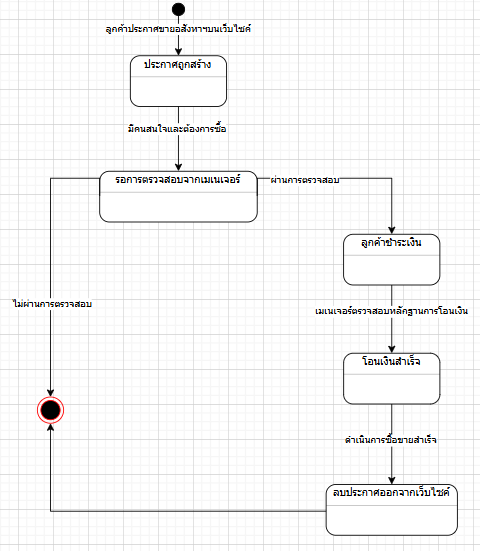 ลูกค้าประกาศขายอสังหาฯบนเว็บไซค์
ประกาศถูกสร้าง
มีคนสนใจและต้องการซื้อ
รอการตรวจสอบจากเมเนเจอร์
ผ่านการตรวจสอบ
ลูกค้าชำระเงิน
ไม่ผ่านการตรวจสอบ
เมเนเจอร์ตรวจสอบหลักฐานการโอนเงิน
โอนเงินสำเร็จ
ดำเนินการซื้อขายสำเร็จ
ลบประกาศออกจากเว็บไซค์